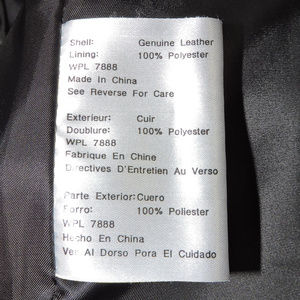 Shell: Genuine Leather
Lining: 100% Polyester
WPL 7888
Made In China
See Reverse For Care
Exterieur: Cuir
Doublure: 100% Polyester
WPL 7888
Fabrique En Chine
Directives D'Entretien Au Verso
Parte Exterior:Cuero
Forro: 100% Poliester
WPL 7888
Hecho En China
Ver Al Dorso Pora El Cuidado